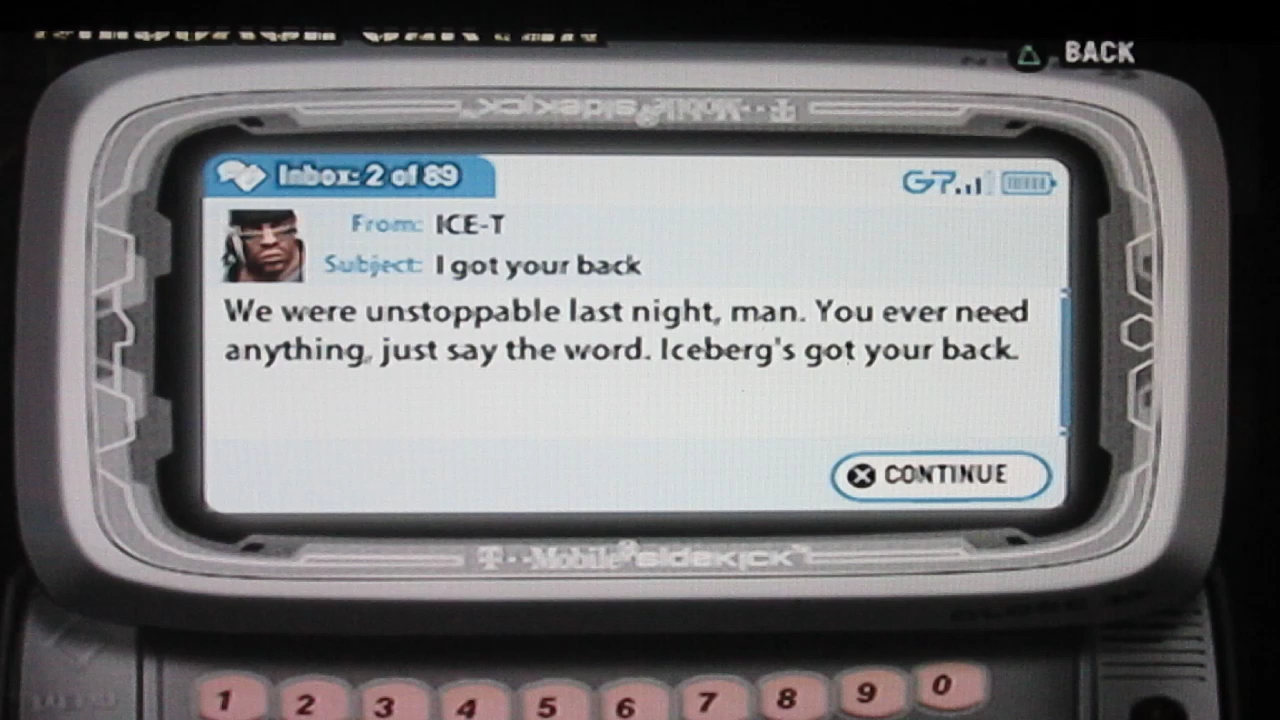 BACK
T-Mobile sidekick
Inbox: 2 of 89
From: ICE-T
Subject: I got your back
We were unstoppable last night, man. You ever need
anything, just say the word. Iceberg's got your back.
CONTINUE
T-Mobile sidekick
1 2 3 4 5 6 7 8 9 0